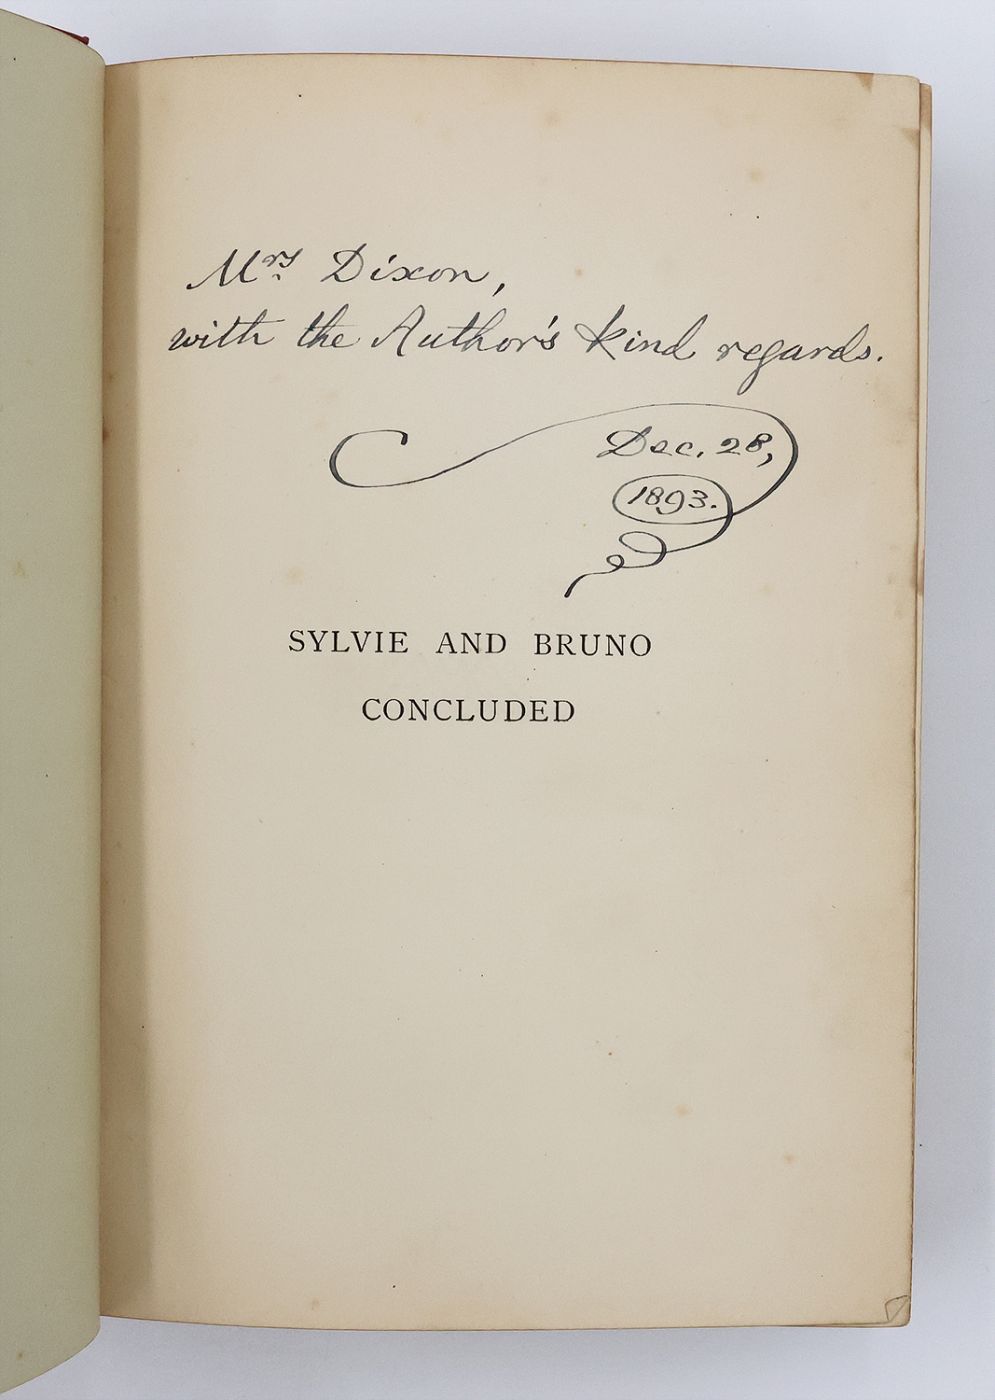 Mrs Dixon,
with the Author's kind regards.
Dec. 28,
1893.
SYLVIE AND BRUNO
CONCLUDED